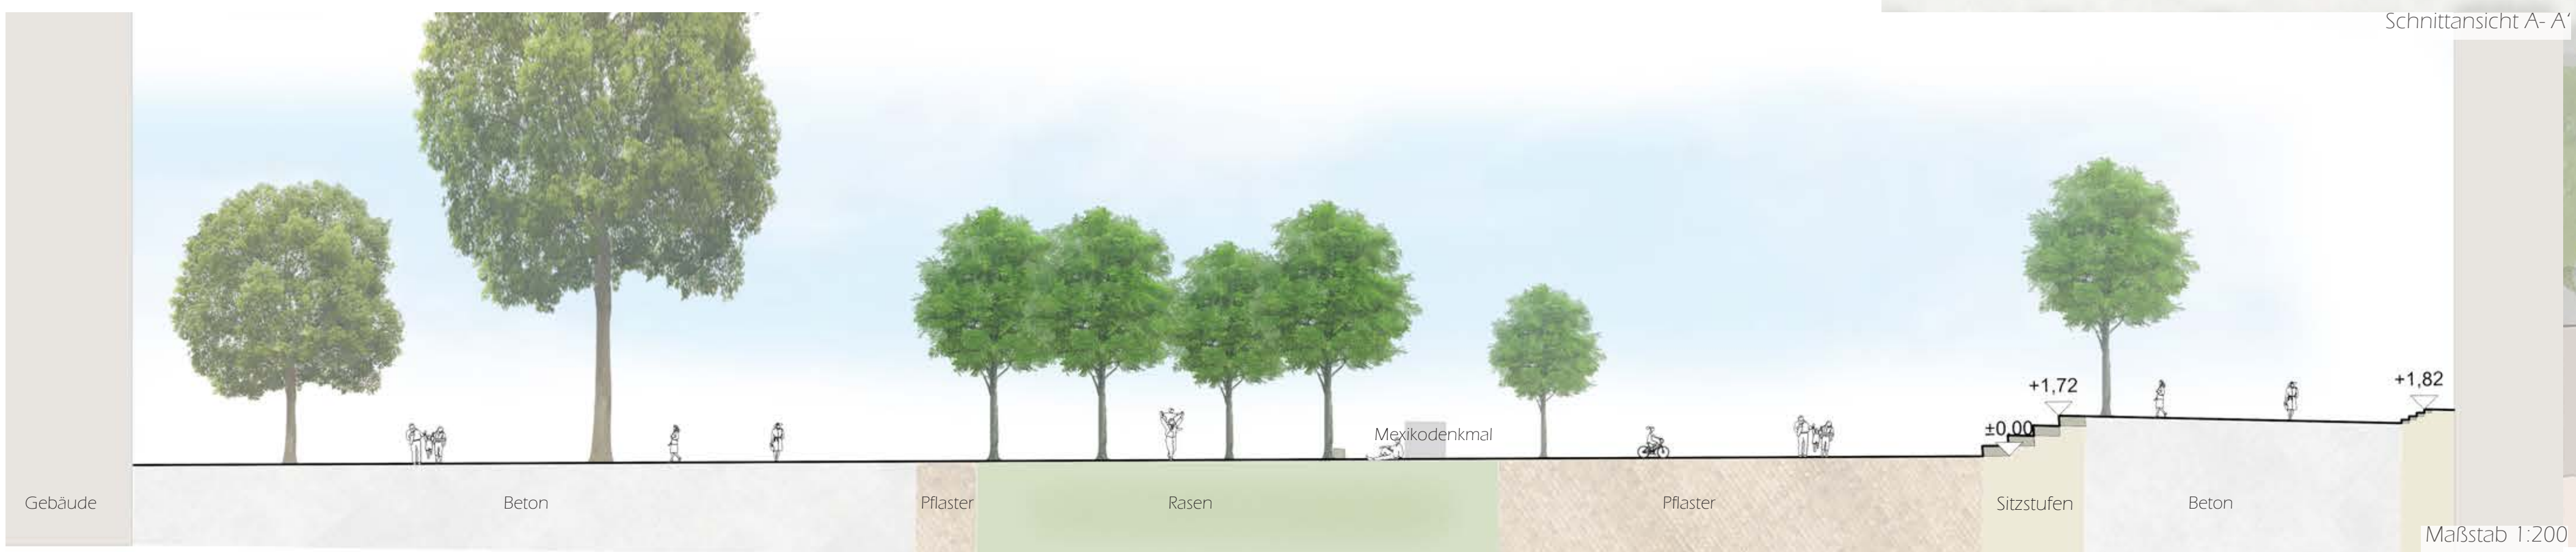 Schnittansicht A- A'
+1,72
+1,82
±0,00
Mexikodenkmal
Gebäude
Beton
Pflaster
Rasen
Pflaster
Sitzstufen
Beton
Maßstab 1:200